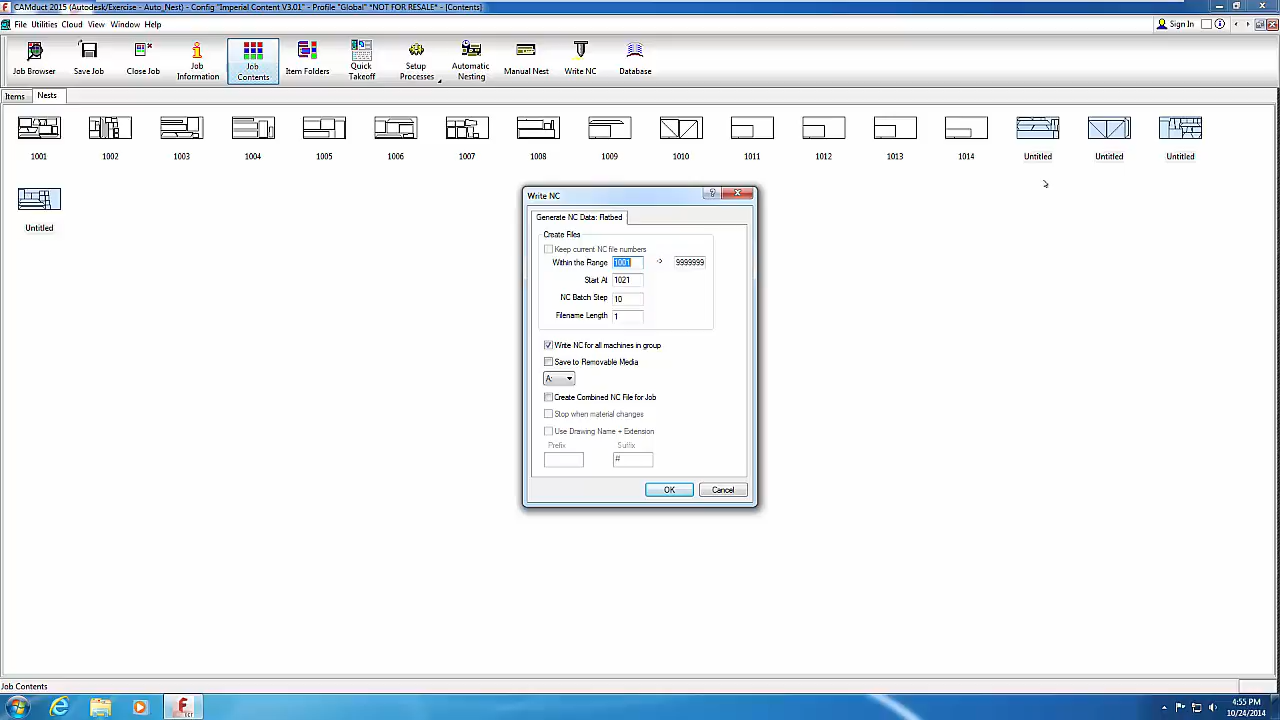 CAMduct 2015 (Autodesk/Exercise - Auto_Nest) - Config "Imperial Content V3.01" - Profile "Global" *NOT FOR RESALE* - [Contents]
File Utilities Cloud View Window Help
Sign In
Job Browser
Save Job
Close Job
Job Information
Job Contents
Item Folders
Quick Takeoff
Setup Processes
Automatic Nesting
Manual Nest
Write NC
Database
Items Nests
1001 1002 1003 1004 1005 1006 1007 1008 1009 1010 1011 1012 1013 1014 Untitled Untitled Untitled
Untitled
Write NC
Generate NC Data: Flatbed
Create Files
Keep current NC file numbers
Within the Range 1001 -> 9999999
Start At 1021
NC Batch Step 10
Filename Length 1
Write NC for all machines in group
Save to Removable Media
A:
Create Combined NC File for Job
Stop when material changes
Use Drawing Name + Extension
Prefix Suffix
#
OK Cancel
Job Contents
4:55 PM
10/24/2014